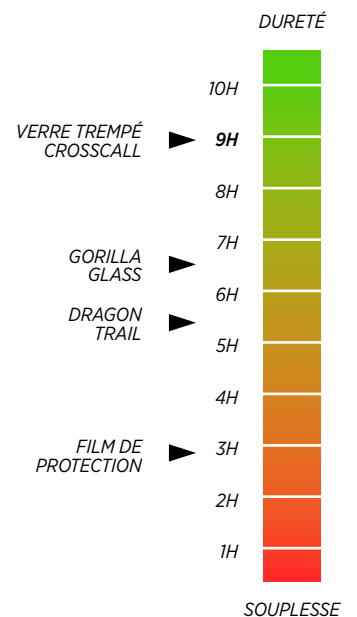 DURETÉ
10H
VERRE TREMPÉ
CROSSCALL
9H
8H
7H
GORILLA
GLASS
6H
DRAGON
TRAIL
5H
4H
FILM DE
PROTECTION
3H
2H
1H
SOUPLESSE